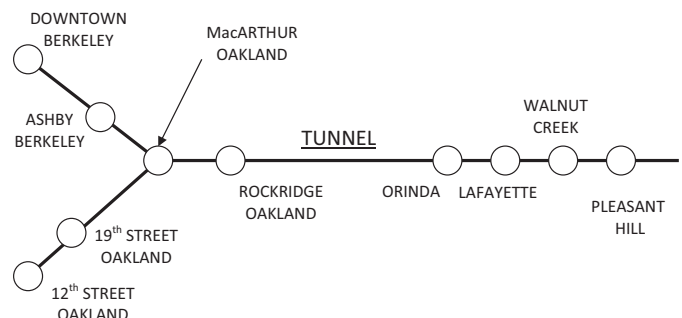 DOWNTOWN
BERKELEY
MacARTHUR
OAKLAND
ASHBY
BERKELEY
TUNNEL
WALNUT
CREEK
ROCKRIDGE
OAKLAND
ORINDA
LAFAYETTE
PLEASANT
HILL
19th STREET
OAKLAND
12th STREET
OAKLAND